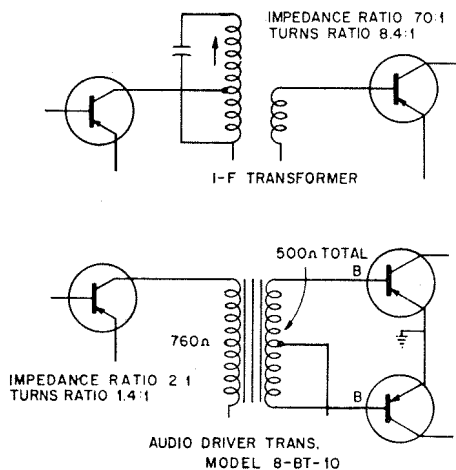 IMPEDANCE RATIO 70:1
TURNS RATIO 8.4:1
I-F TRANSFORMER
500Ω TOTAL
B
760Ω
IMPEDANCE RATIO 2:1
TURNS RATIO 1.4:1
B
AUDIO DRIVER TRANS.
MODEL 8-BT-10